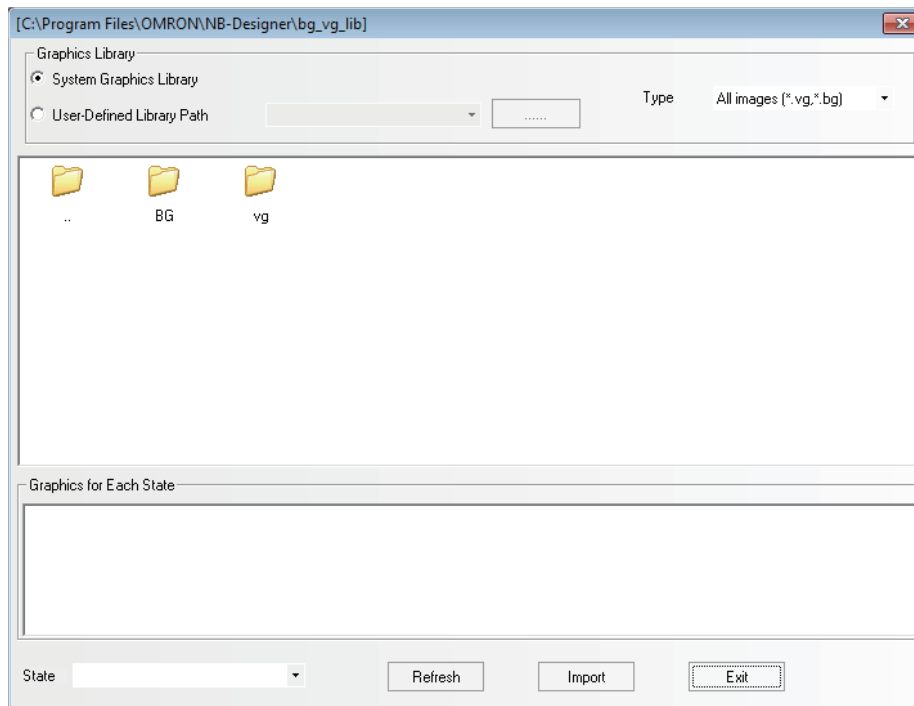 [C:\Program Files\OMRON\NB-Designer\bg_vg_lib]
Graphics Library
System Graphics Library
User-Defined Library Path ...... Type All images (*.vg,*.bg)
.. BG vg
Graphics for Each State
State Refresh Import Exit